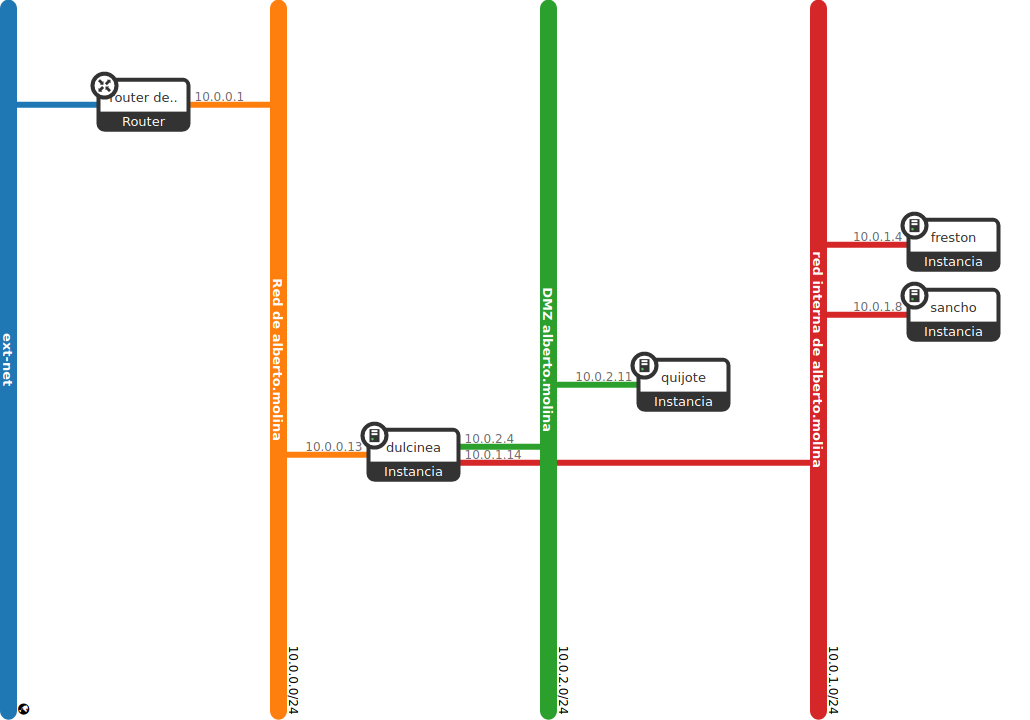 ext-net
router de..
Router
10.0.0.1
Red de alberto.molina
10.0.0.0/24
10.0.0.13
dulcinea
Instancia
10.0.2.4
10.0.1.14
DMZ alberto.molina
10.0.2.0/24
10.0.2.11
quijote
Instancia
red interna de alberto.molina
10.0.1.0/24
10.0.1.4
freston
Instancia
10.0.1.8
sancho
Instancia